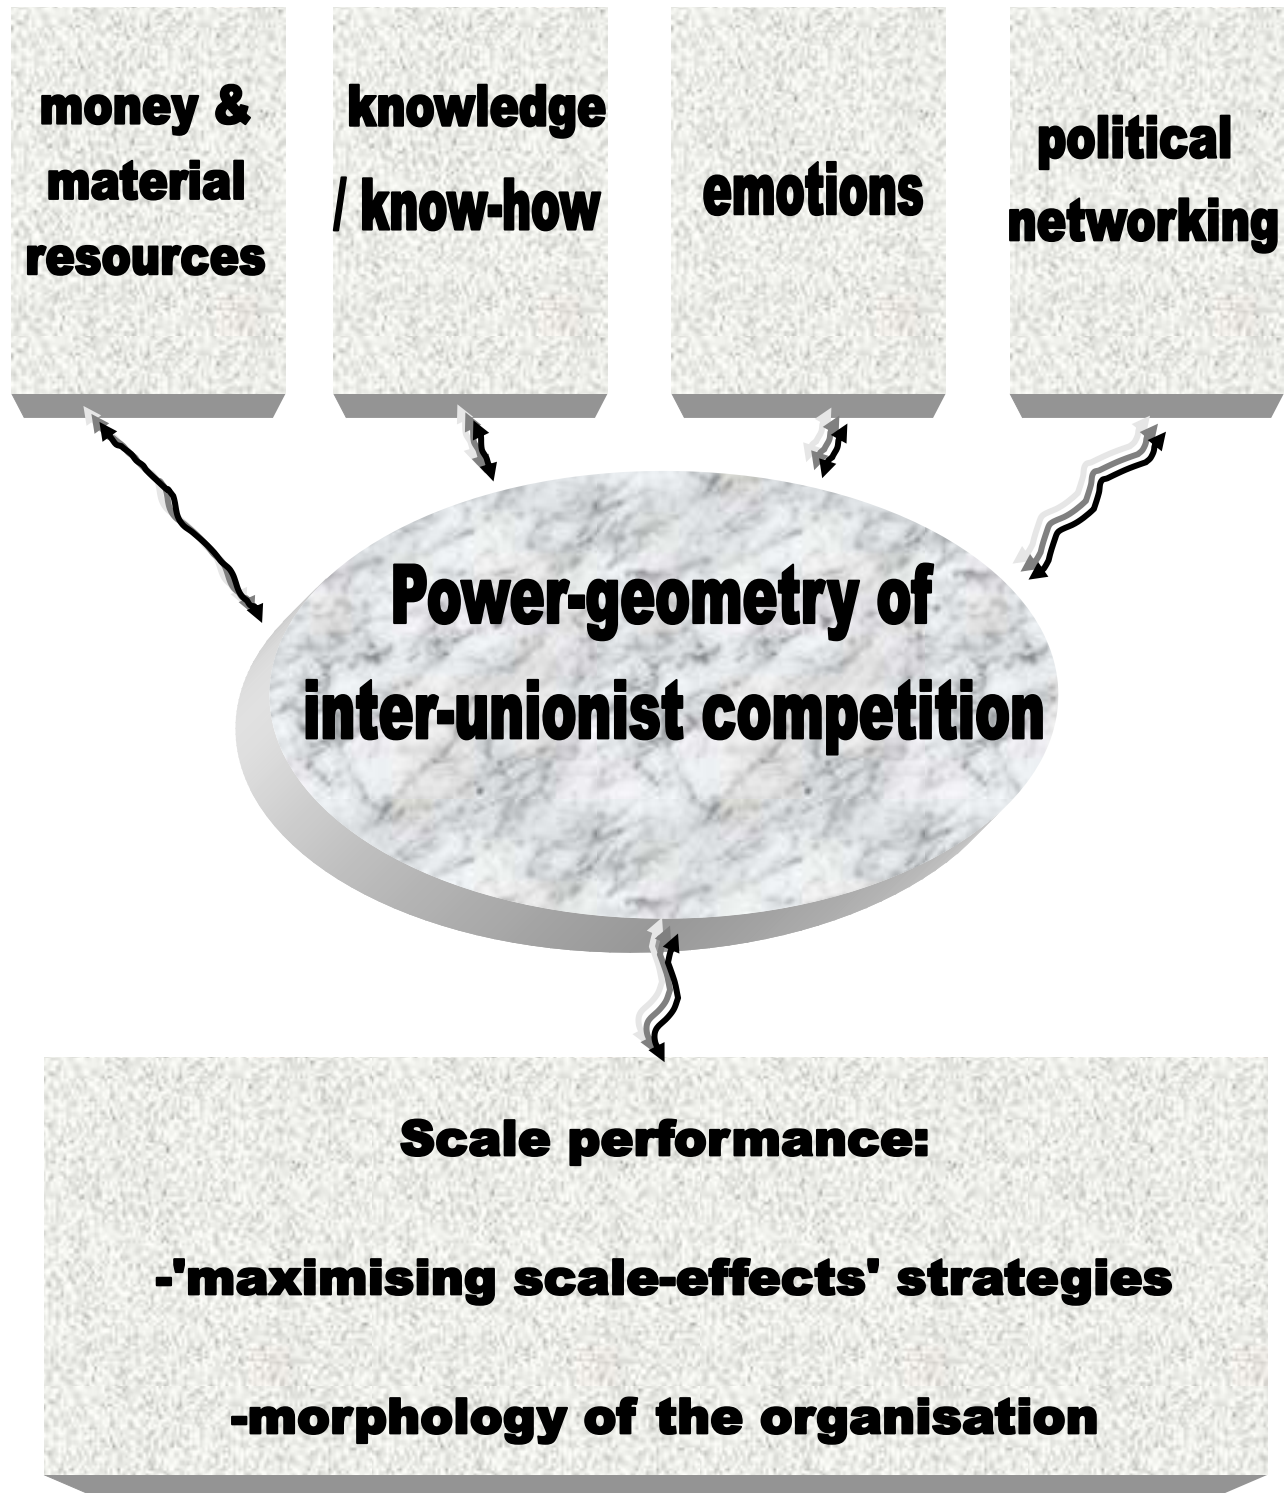 money &
material
resources
knowledge
/ know-how
emotions
political
networking
Power-geometry of
inter-unionist competition
Scale performance:
-'maximising scale-effects' strategies
-morphology of the organisation